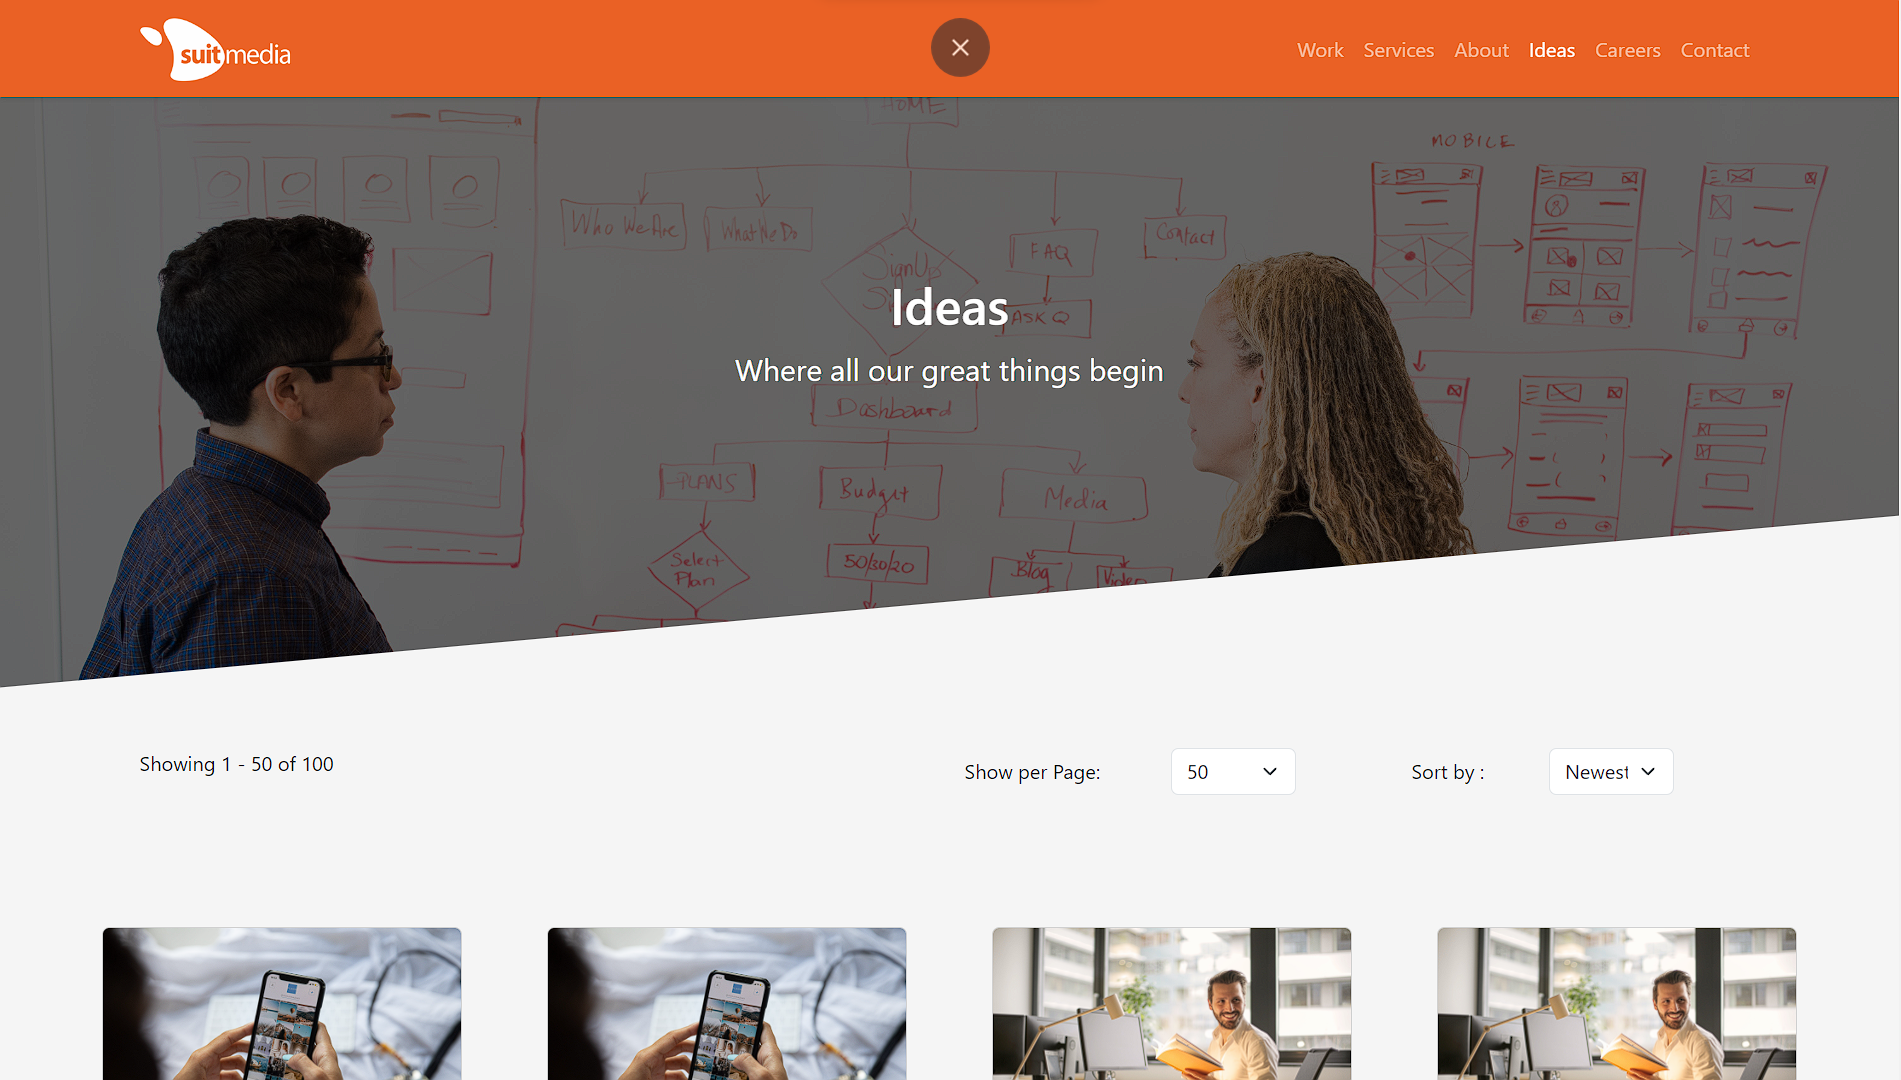 suitmedia
Work Services About Ideas Careers Contact
HOME
MOBILE
Who We Are
What We Do
FAQ
Contact
SignUp
Ideas
ASK Q
Where all our great things begin
Dashboard
PLANS
Budget
Media
Select
Plan
50/30/20
Blog
Video
Showing 1 - 50 of 100
Show per Page:
50
Sort by :
Newest